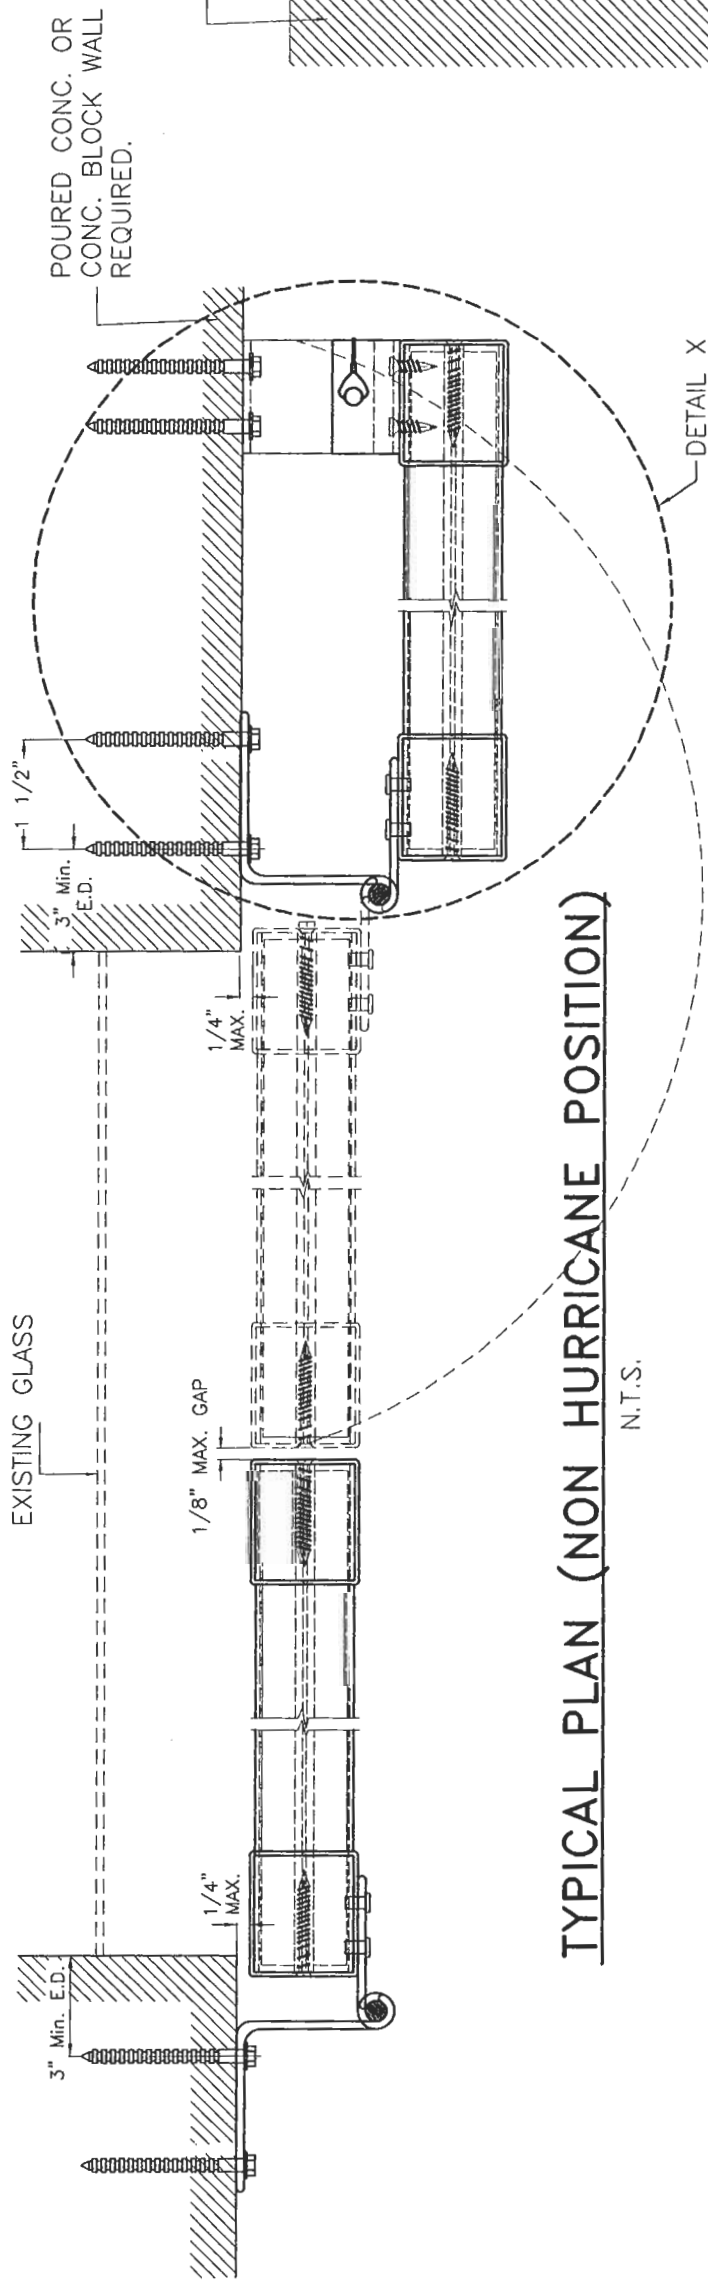 POURED CONC. OR
CONC. BLOCK WALL
REQUIRED.
EXISTING GLASS
3" Min. E.D.
1/4"
MAX.
1/8" MAX. GAP
1/4"
MAX.
3" Min.
E.D.
1 1/2"
DETAIL X
TYPICAL PLAN (NON HURRICANE POSITION)
N.T.S.